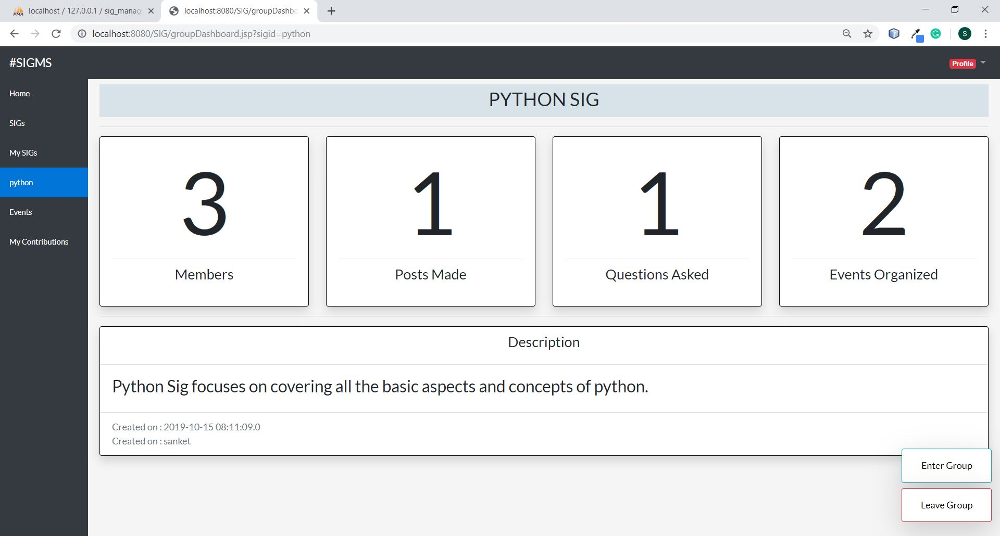 localhost / 127.0.0.1 / sig_manag
localhost:8080/SIG/groupDashbo
localhost:8080/SIG/groupDashboard.jsp?sigid=python
S
#SIGMS
Profile
Home
SIGs
My SIGs
python
Events
My Contributions
PYTHON SIG
3
Members
1
Posts Made
1
Questions Asked
2
Events Organized
Description
Python Sig focuses on covering all the basic aspects and concepts of python.
Created on : 2019-10-15 08:11:09.0
Created on : sanket
Enter Group
Leave Group